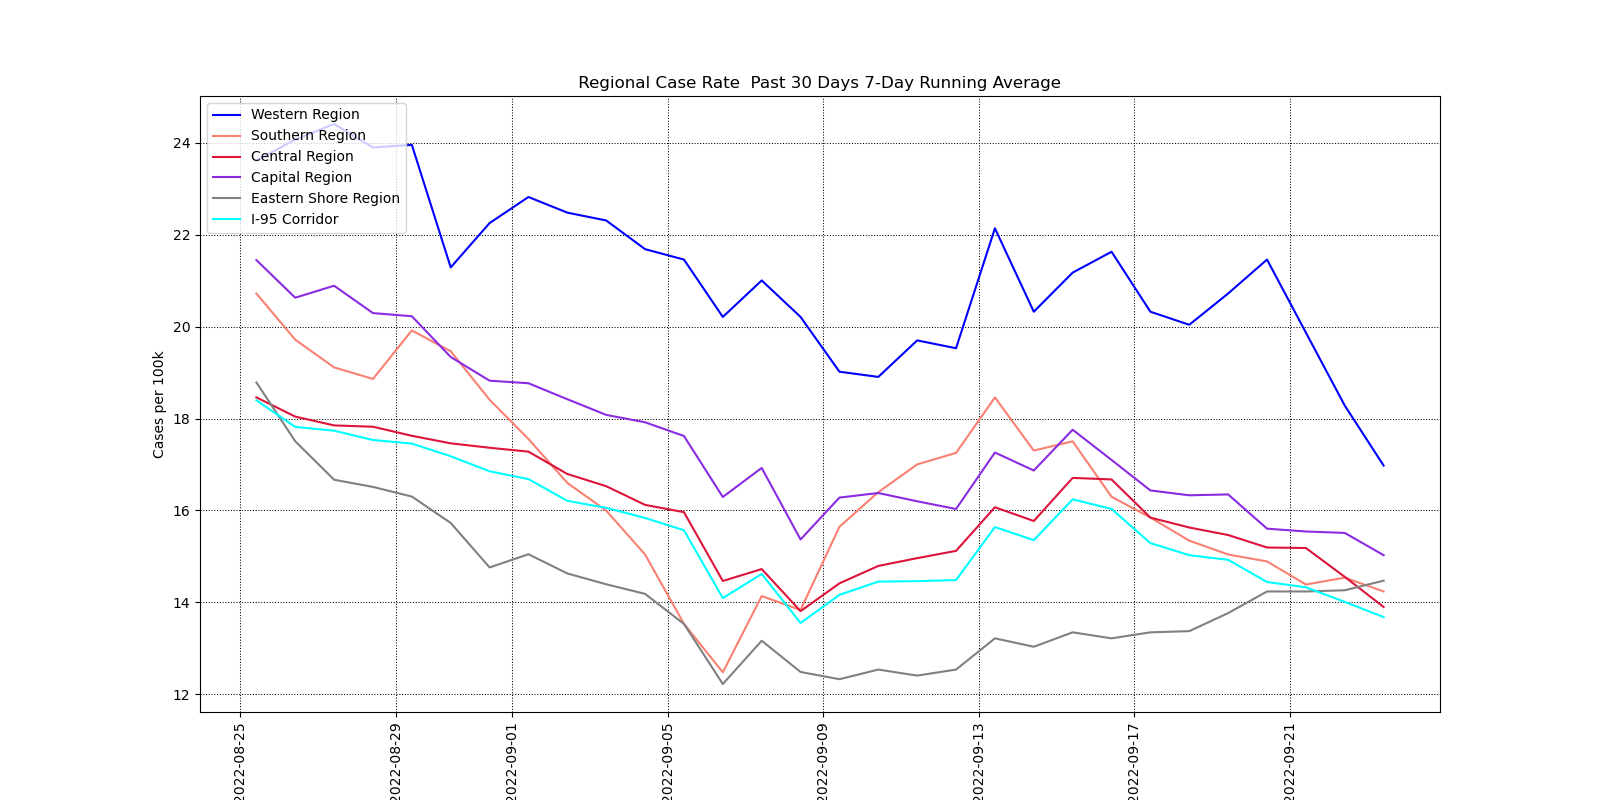 Regional Case Rate  Past 30 Days 7-Day Running Average
Western Region
Southern Region
Central Region
Capital Region
Eastern Shore Region
I-95 Corridor
Cases per 100k
24
22
20
18
16
14
12
2022-08-25
2022-08-29
2022-09-01
2022-09-05
2022-09-09
2022-09-13
2022-09-17
2022-09-21